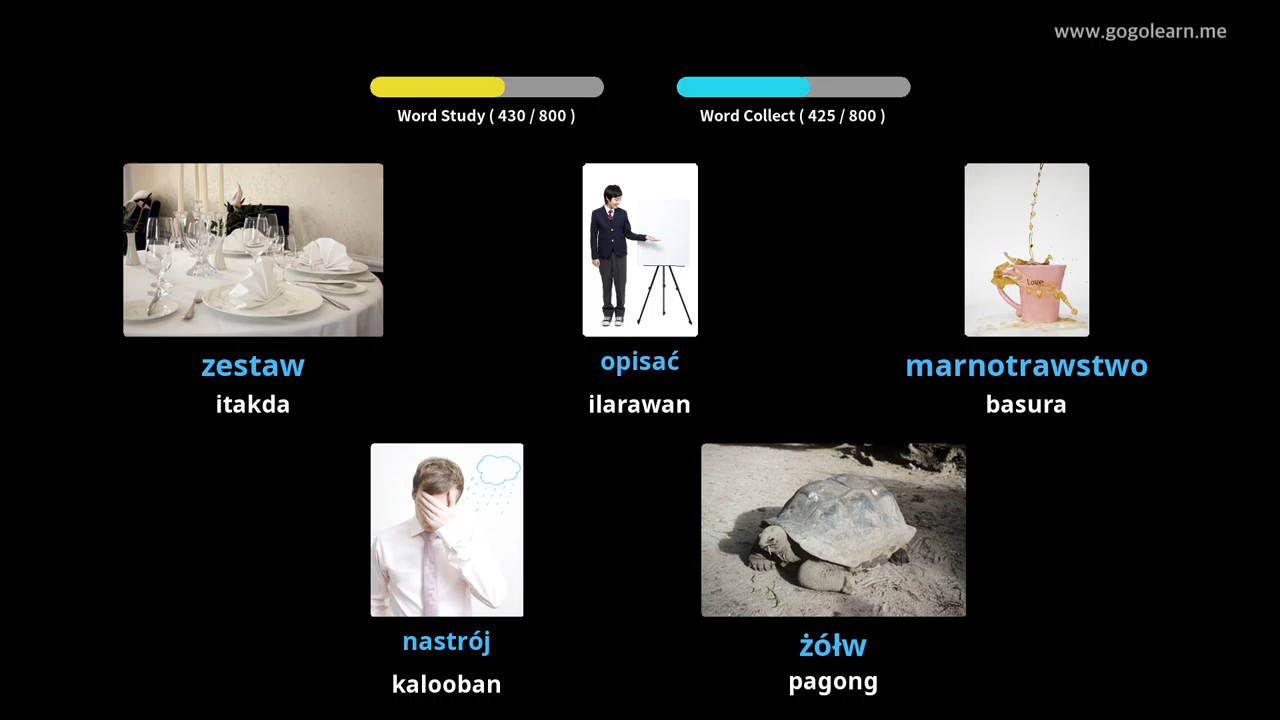 www.gogolearn.me
Word Study ( 430 / 800 )
Word Collect ( 425 / 800 )
zestaw
itakda
opisać
ilarawan
Love
marnotrawstwo
basura
nastrój
kalooban
żółw
pagong